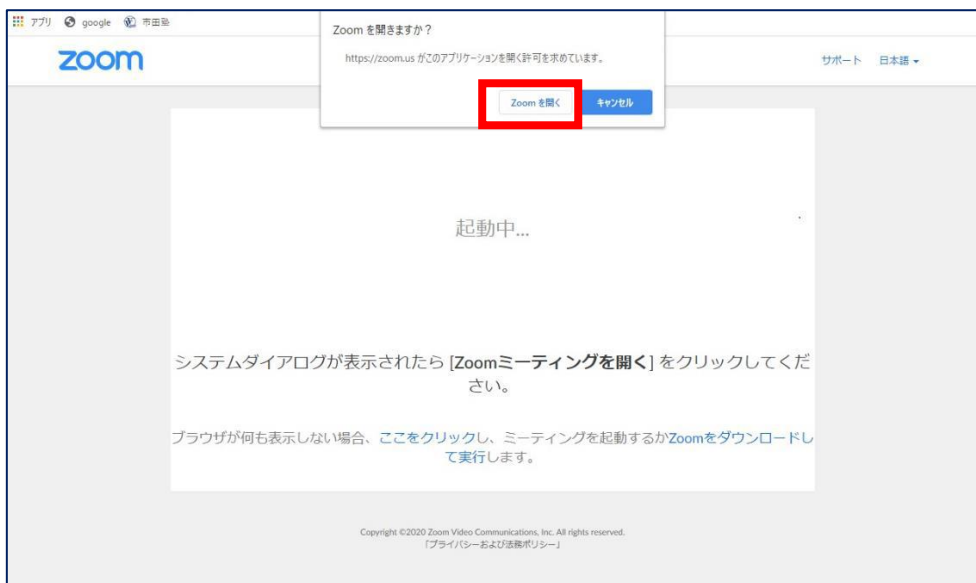 アプリ google 市田塾
Zoom を開きますか？
https://zoom.us がこのアプリケーションを開く許可を求めています。
Zoom を開く キャンセル
zoom
サポート 日本語
起動中...
システムダイアログが表示されたら [Zoomミーティングを開く] をクリックしてくだ
さい。
ブラウザが何も表示しない場合、ここをクリックし、ミーティングを起動するかZoomをダウンロードし
て実行します。
Copyright ©2020 Zoom Video Communications, Inc. All rights reserved.
「プライバシーおよび法務ポリシー」